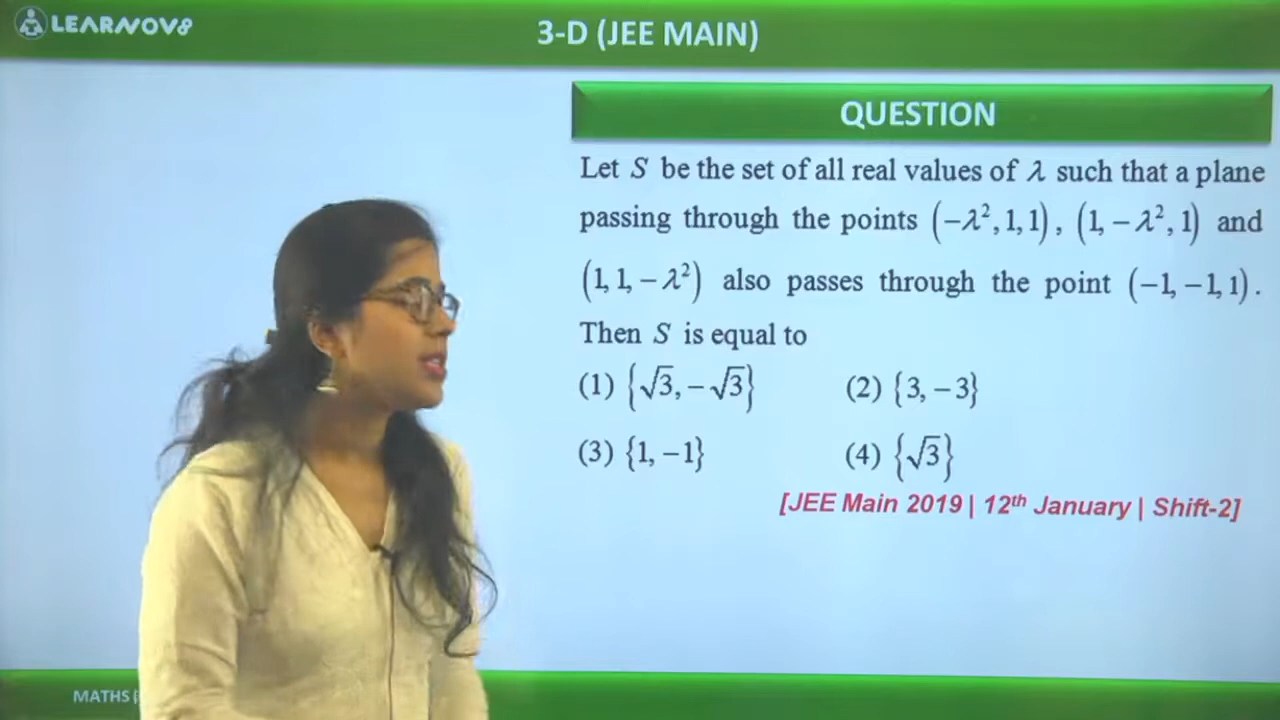 LEARNOV8
3-D (JEE MAIN)
QUESTION
Let S be the set of all real values of λ such that a plane
passing through the points (−λ², 1, 1), (1, −λ², 1) and
(1, 1, −λ²) also passes through the point (−1, −1, 1).
Then S is equal to
(1) {√3, −√3} (2) {3, −3}
(3) {1, −1} (4) {√3}
[JEE Main 2019 | 12th January | Shift-2]
MATHS